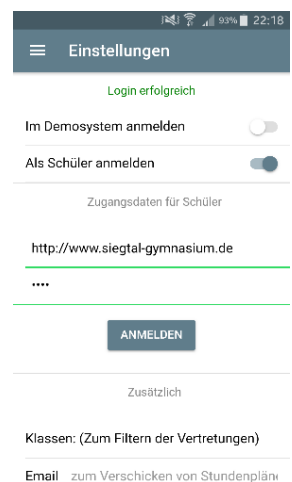 93% 22:18
Einstellungen
Login erfolgreich
Im Demosystem anmelden
Als Schüler anmelden
Zugangsdaten für Schüler
http://www.siegtal-gymnasium.de
••••
ANMELDEN
Zusätzlich
Klassen: (Zum Filtern der Vertretungen)
Email zum Verschicken von Stundenpläne